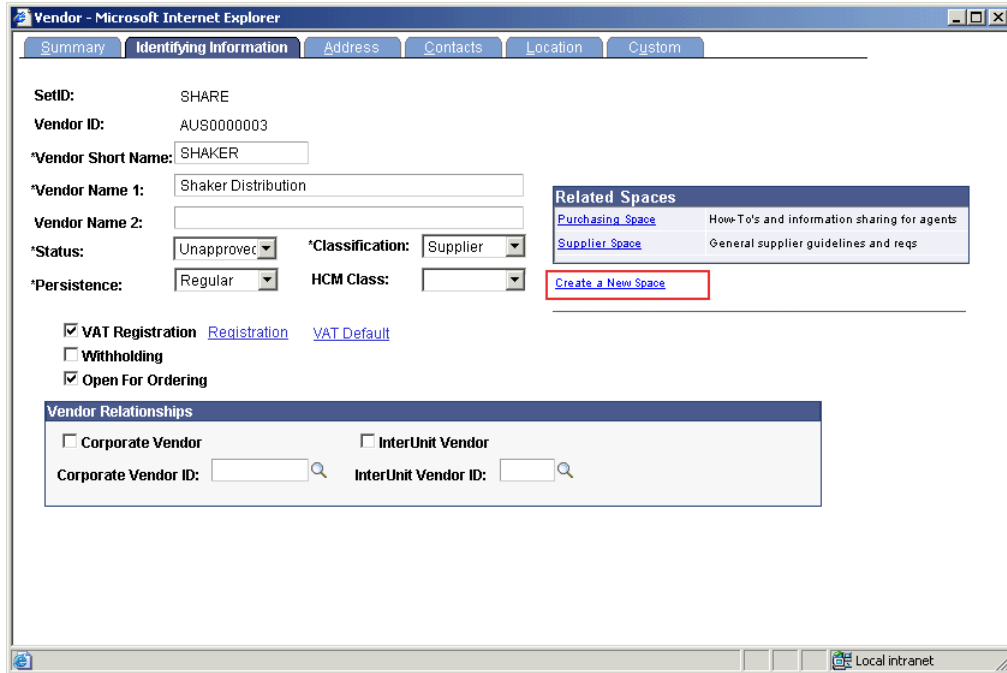 Vendor - Microsoft Internet Explorer
Summary Identifying Information Address Contacts Location Custom
SetID: SHARE
Vendor ID: AUS0000003
*Vendor Short Name: SHAKER
*Vendor Name 1: Shaker Distribution
Vendor Name 2:
*Status: Unapproved *Classification: Supplier
*Persistence: Regular HCM Class:
Related Spaces
Purchasing Space How-To's and information sharing for agents
Supplier Space General supplier guidelines and reqs
Create a New Space
VAT Registration Registration VAT Default
Withholding
Open For Ordering
Vendor Relationships
Corporate Vendor InterUnit Vendor
Corporate Vendor ID: InterUnit Vendor ID:
Local intranet